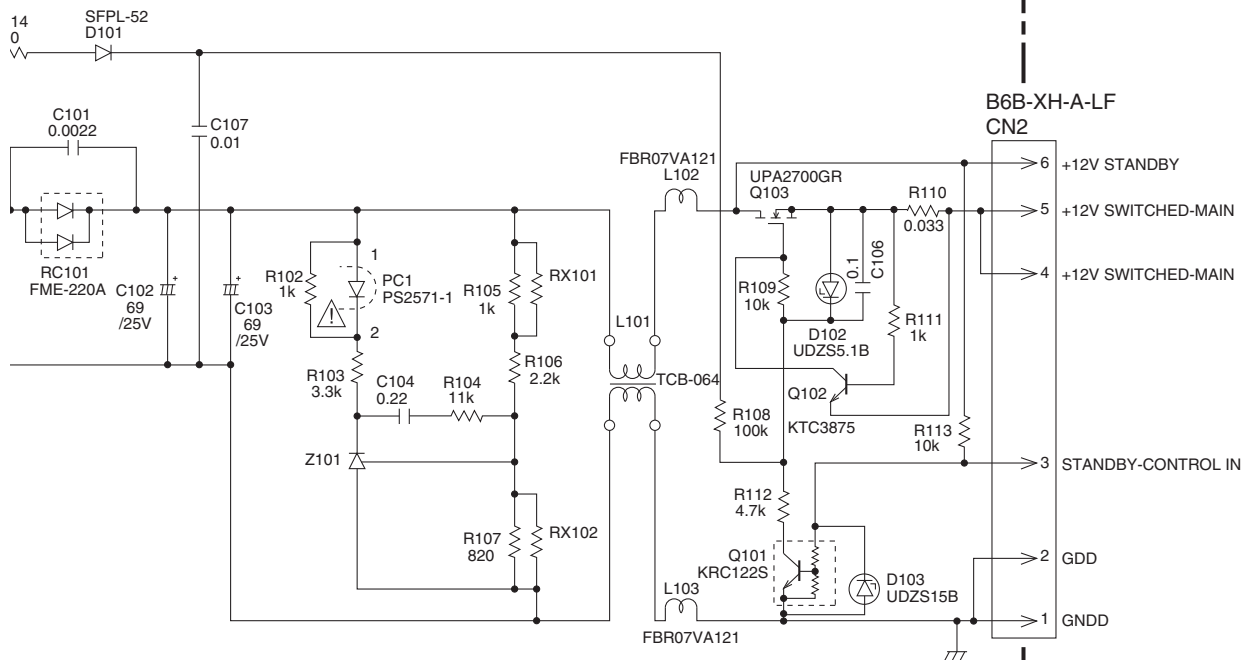 14
0
SFPL-52
D101
C101
0.0022
C107
0.01
RC101
FME-220A
C102
69
/25V
+
C103
69
/25V
+
R102
1k
1
PC1
PS2571-1
2
!
R103
3.3k
C104
0.22
R104
11k
Z101
R105
1k
RX101
R106
2.2k
R107
820
RX102
L101
TCB-064
FBR07VA121
L102
UPA2700GR
Q103
R110
0.033
R109
10k
0.1
C106
D102
UDZS5.1B
R111
1k
Q102
KTC3875
R108
100k
R113
10k
R112
4.7k
Q101
KRC122S
D103
UDZS15B
L103
FBR07VA121
B6B-XH-A-LF
CN2
6 +12V STANDBY
5 +12V SWITCHED-MAIN
4 +12V SWITCHED-MAIN
3 STANDBY-CONTROL IN
2 GDD
1 GNDD